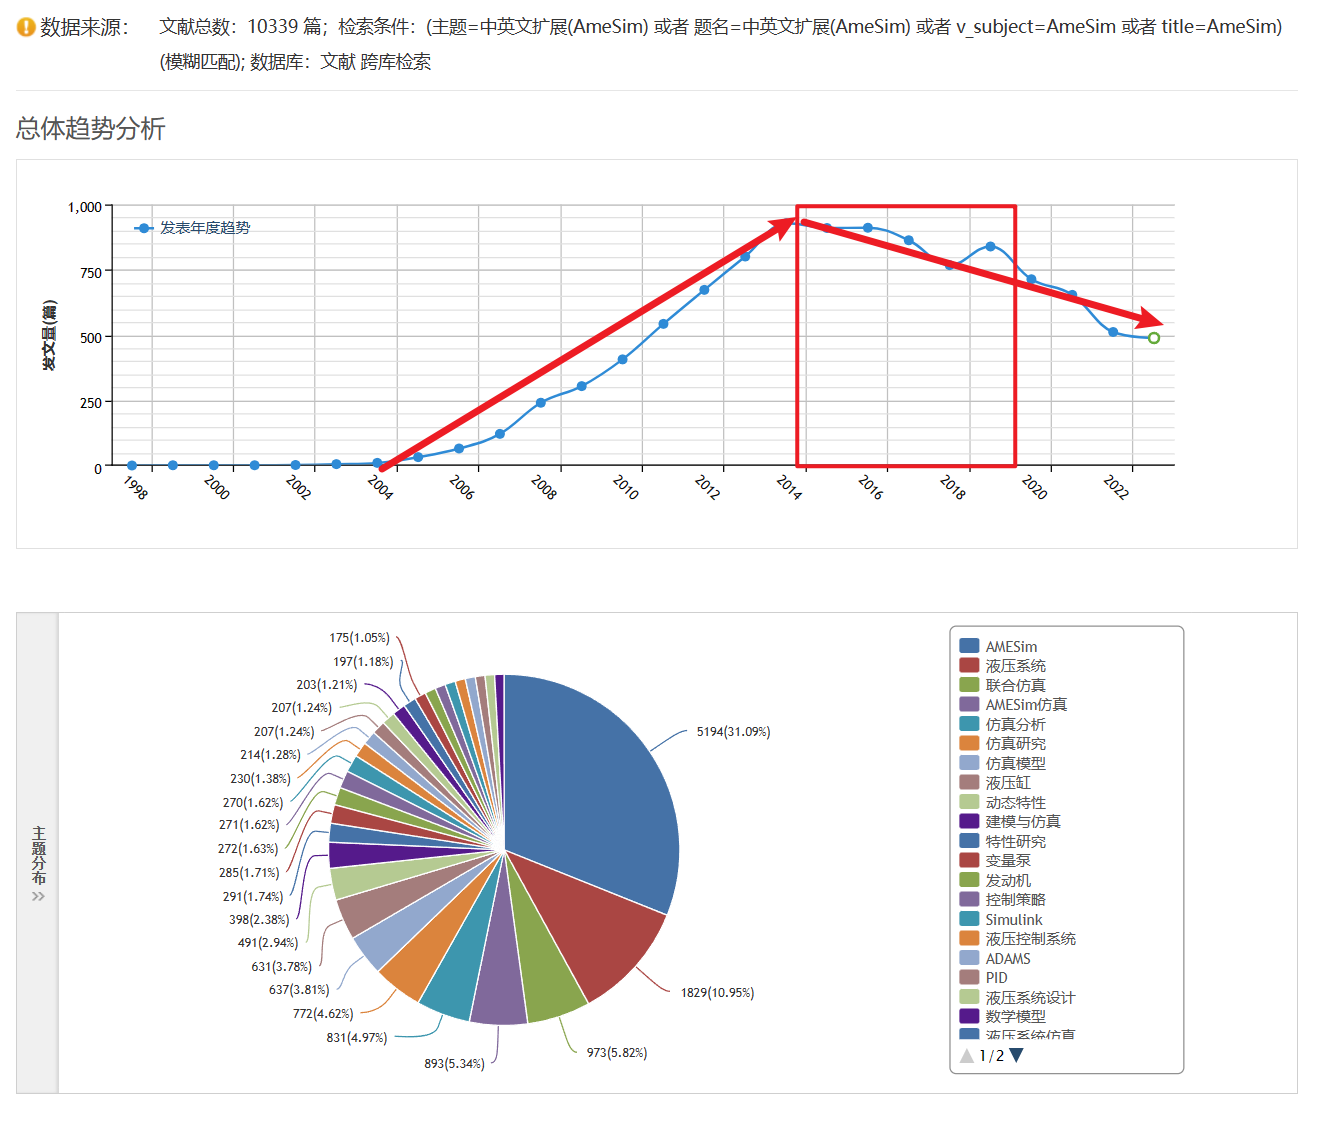 数据来源： 文献总数：10339 篇；检索条件：(主题=中英文扩展(AmeSim) 或者 题名=中英文扩展(AmeSim) 或者 v_subject=AmeSim 或者 title=AmeSim)
(模糊匹配); 数据库：文献 跨库检索
总体趋势分析
发表年度趋势
发文量(篇)
1,000
750
500
250
0
1998
2000
2002
2004
2006
2008
2010
2012
2014
2016
2018
2020
2022
主题分布
175(1.05%)
197(1.18%)
203(1.21%)
207(1.24%)
207(1.24%)
214(1.28%)
230(1.38%)
270(1.62%)
271(1.62%)
272(1.63%)
285(1.71%)
291(1.74%)
398(2.38%)
491(2.94%)
631(3.78%)
637(3.81%)
772(4.62%)
831(4.97%)
893(5.34%)
973(5.82%)
1829(10.95%)
5194(31.09%)
AMESim
液压系统
联合仿真
AMESim仿真
仿真分析
仿真研究
仿真模型
液压缸
动态特性
建模与仿真
特性研究
变量泵
发动机
控制策略
Simulink
液压控制系统
ADAMS
PID
液压系统设计
数学模型
液压系统仿真
1/2